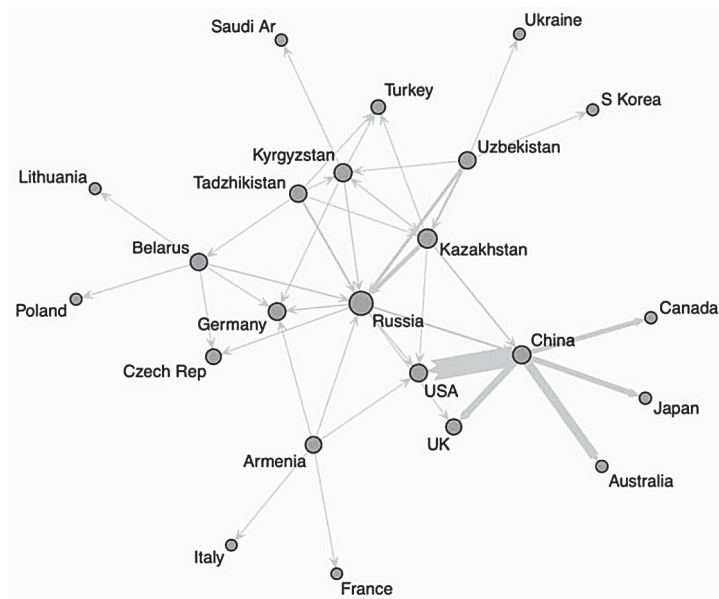 Saudi Ar
Ukraine
Turkey
S Korea
Kyrgyzstan
Uzbekistan
Lithuania
Tadzhikistan
Belarus
Kazakhstan
Poland
Germany
Russia
Canada
China
Czech Rep
USA
Japan
UK
Armenia
Australia
Italy
France